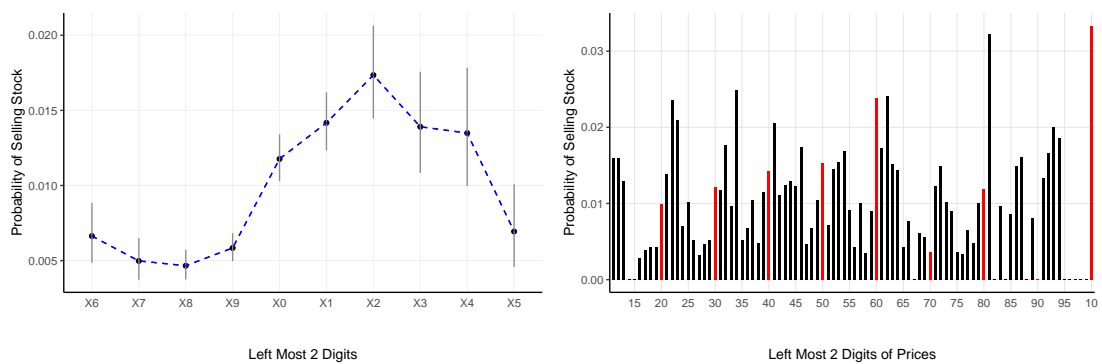 Probability of Selling Stock
0.020
0.015
0.010
0.005
X6 X7 X8 X9 X0 X1 X2 X3 X4 X5
Left Most 2 Digits
Probability of Selling Stock
0.03
0.02
0.01
0.00
15 20 25 30 35 40 45 50 55 60 65 70 75 80 85 90 95 10
Left Most 2 Digits of Prices